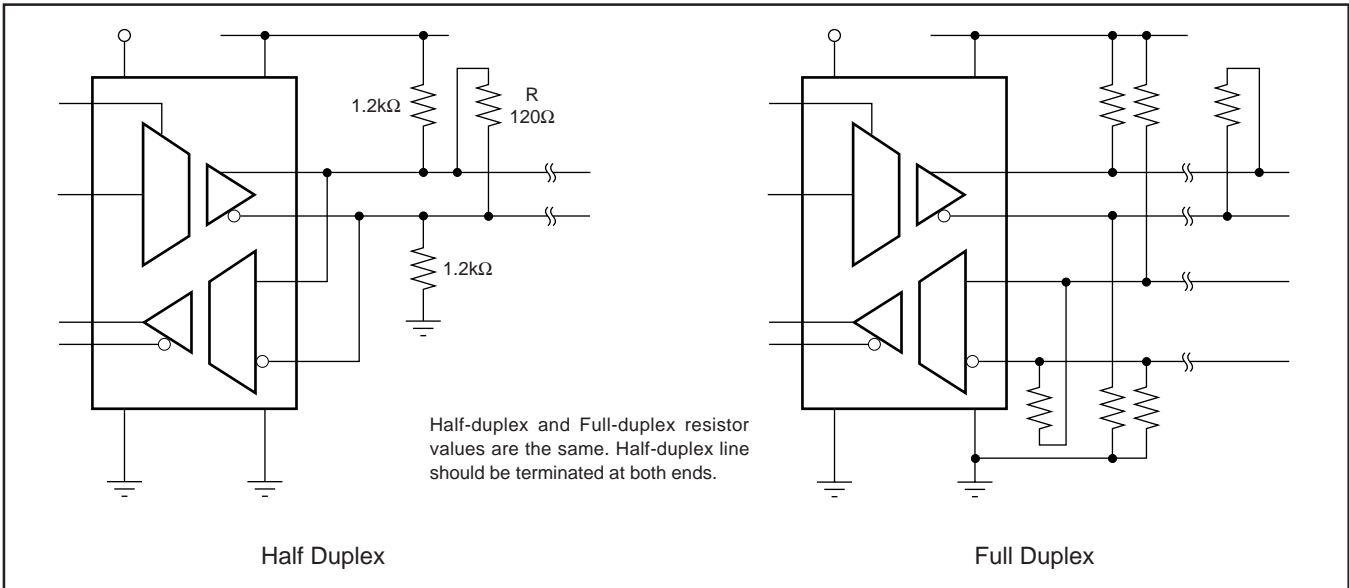 1.2kΩ
R
120Ω
1.2kΩ
Half-duplex and Full-duplex resistor
values are the same. Half-duplex line
should be terminated at both ends.
Half Duplex
Full Duplex